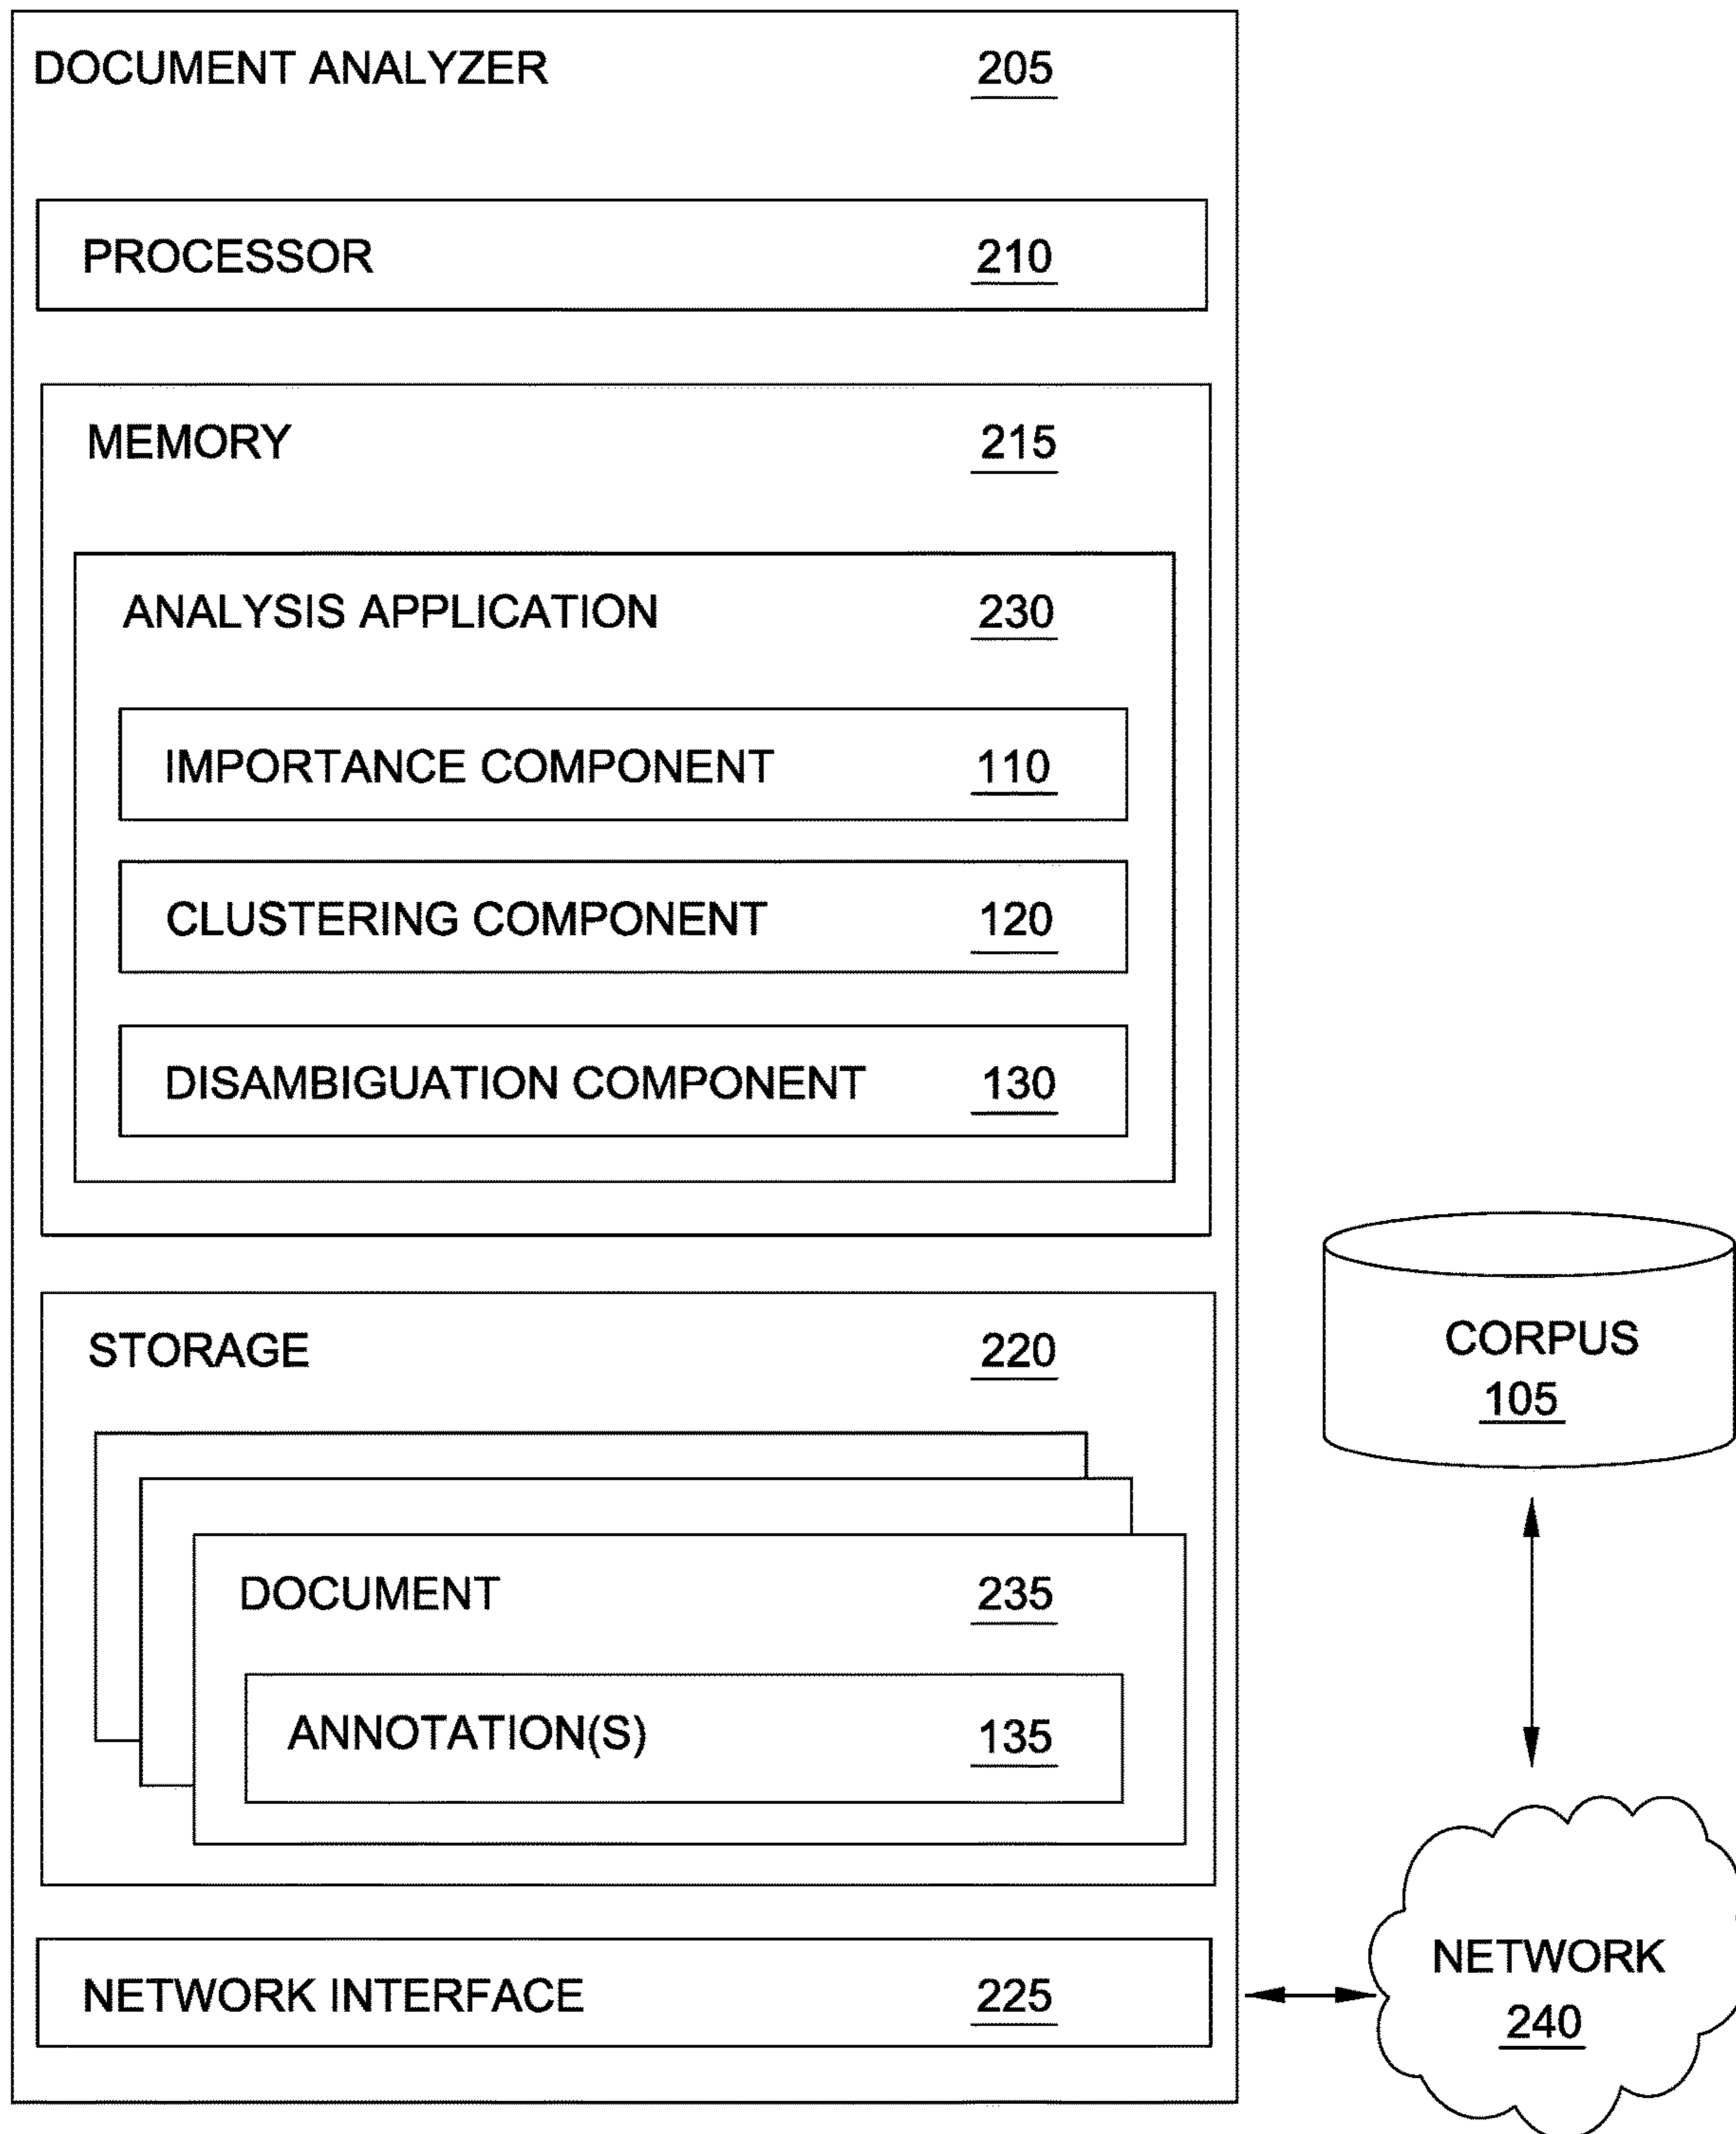 DOCUMENT ANALYZER 205
PROCESSOR 210
MEMORY 215
ANALYSIS APPLICATION 230
IMPORTANCE COMPONENT 110
CLUSTERING COMPONENT 120
DISAMBIGUATION COMPONENT 130
STORAGE 220
DOCUMENT 235
ANNOTATION(S) 135
NETWORK INTERFACE 225
CORPUS
105
NETWORK
240